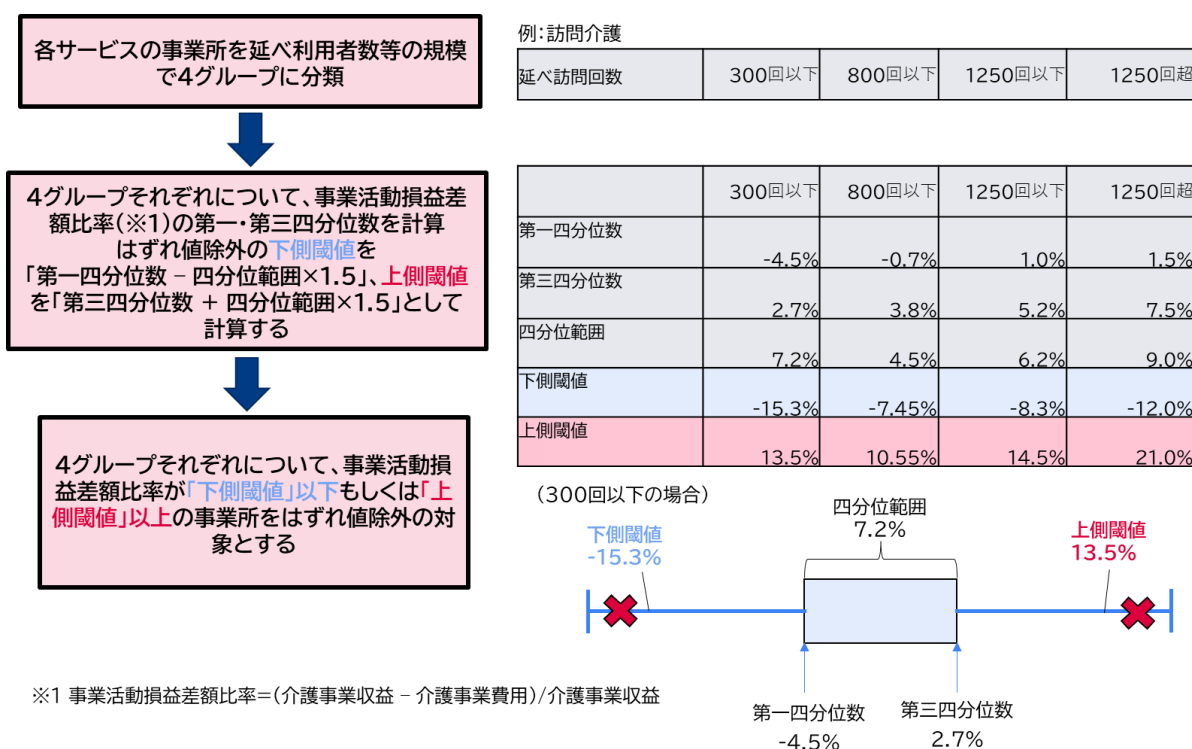 各サービスの事業所を延べ利用者数等の規模
で4グループに分類
4グループそれぞれについて、事業活動損益差
額比率(※1)の第一・第三四分位数を計算
はずれ値除外の下側閾値を
「第一四分位数 – 四分位範囲×1.5」、上側閾値
を「第三四分位数 + 四分位範囲×1.5」として
計算する
4グループそれぞれについて、事業活動損
益差額比率が「下側閾値」以下もしくは「上
側閾値」以上の事業所をはずれ値除外の対
象とする
※1 事業活動損益差額比率=(介護事業収益 – 介護事業費用)/介護事業収益
例:訪問介護
延べ訪問回数 300回以下 800回以下 1250回以下 1250回超
300回以下 800回以下 1250回以下 1250回超
第一四分位数 -4.5% -0.7% 1.0% 1.5%
第三四分位数 2.7% 3.8% 5.2% 7.5%
四分位範囲 7.2% 4.5% 6.2% 9.0%
下側閾値 -15.3% -7.45% -8.3% -12.0%
上側閾値 13.5% 10.55% 14.5% 21.0%
(300回以下の場合)
四分位範囲
7.2%
下側閾値
-15.3%
上側閾値
13.5%
第一四分位数
-4.5%
第三四分位数
2.7%